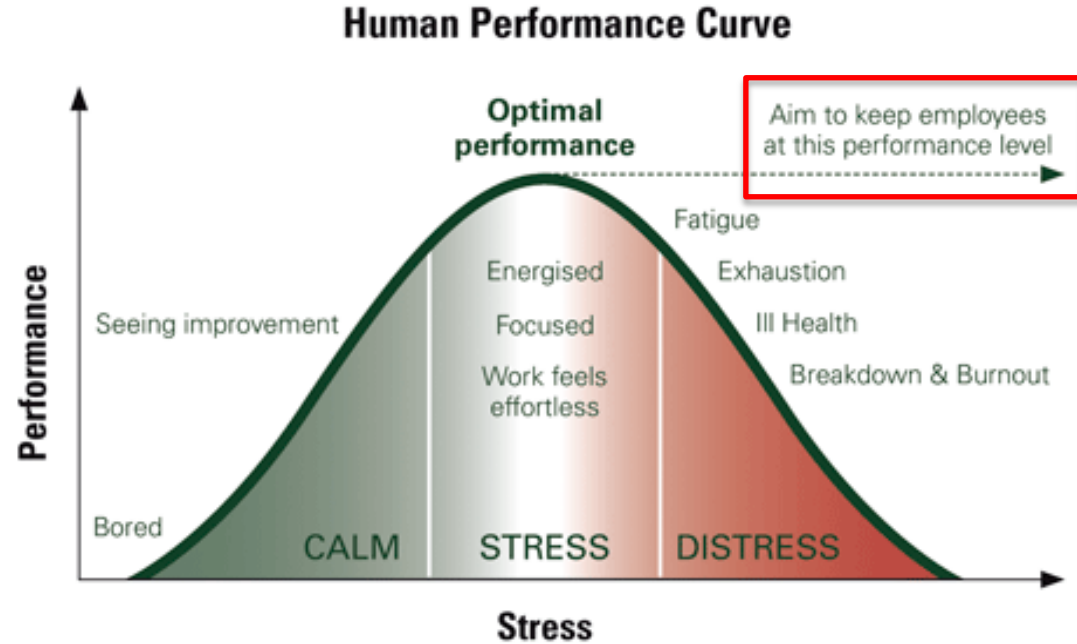 Human Performance Curve
Optimal
performance
Aim to keep employees
at this performance level
Fatigue
Energised
Exhaustion
Seeing improvement
Focused
Ill Health
Work feels
effortless
Breakdown & Burnout
Bored
CALM
STRESS
DISTRESS
Performance
Stress